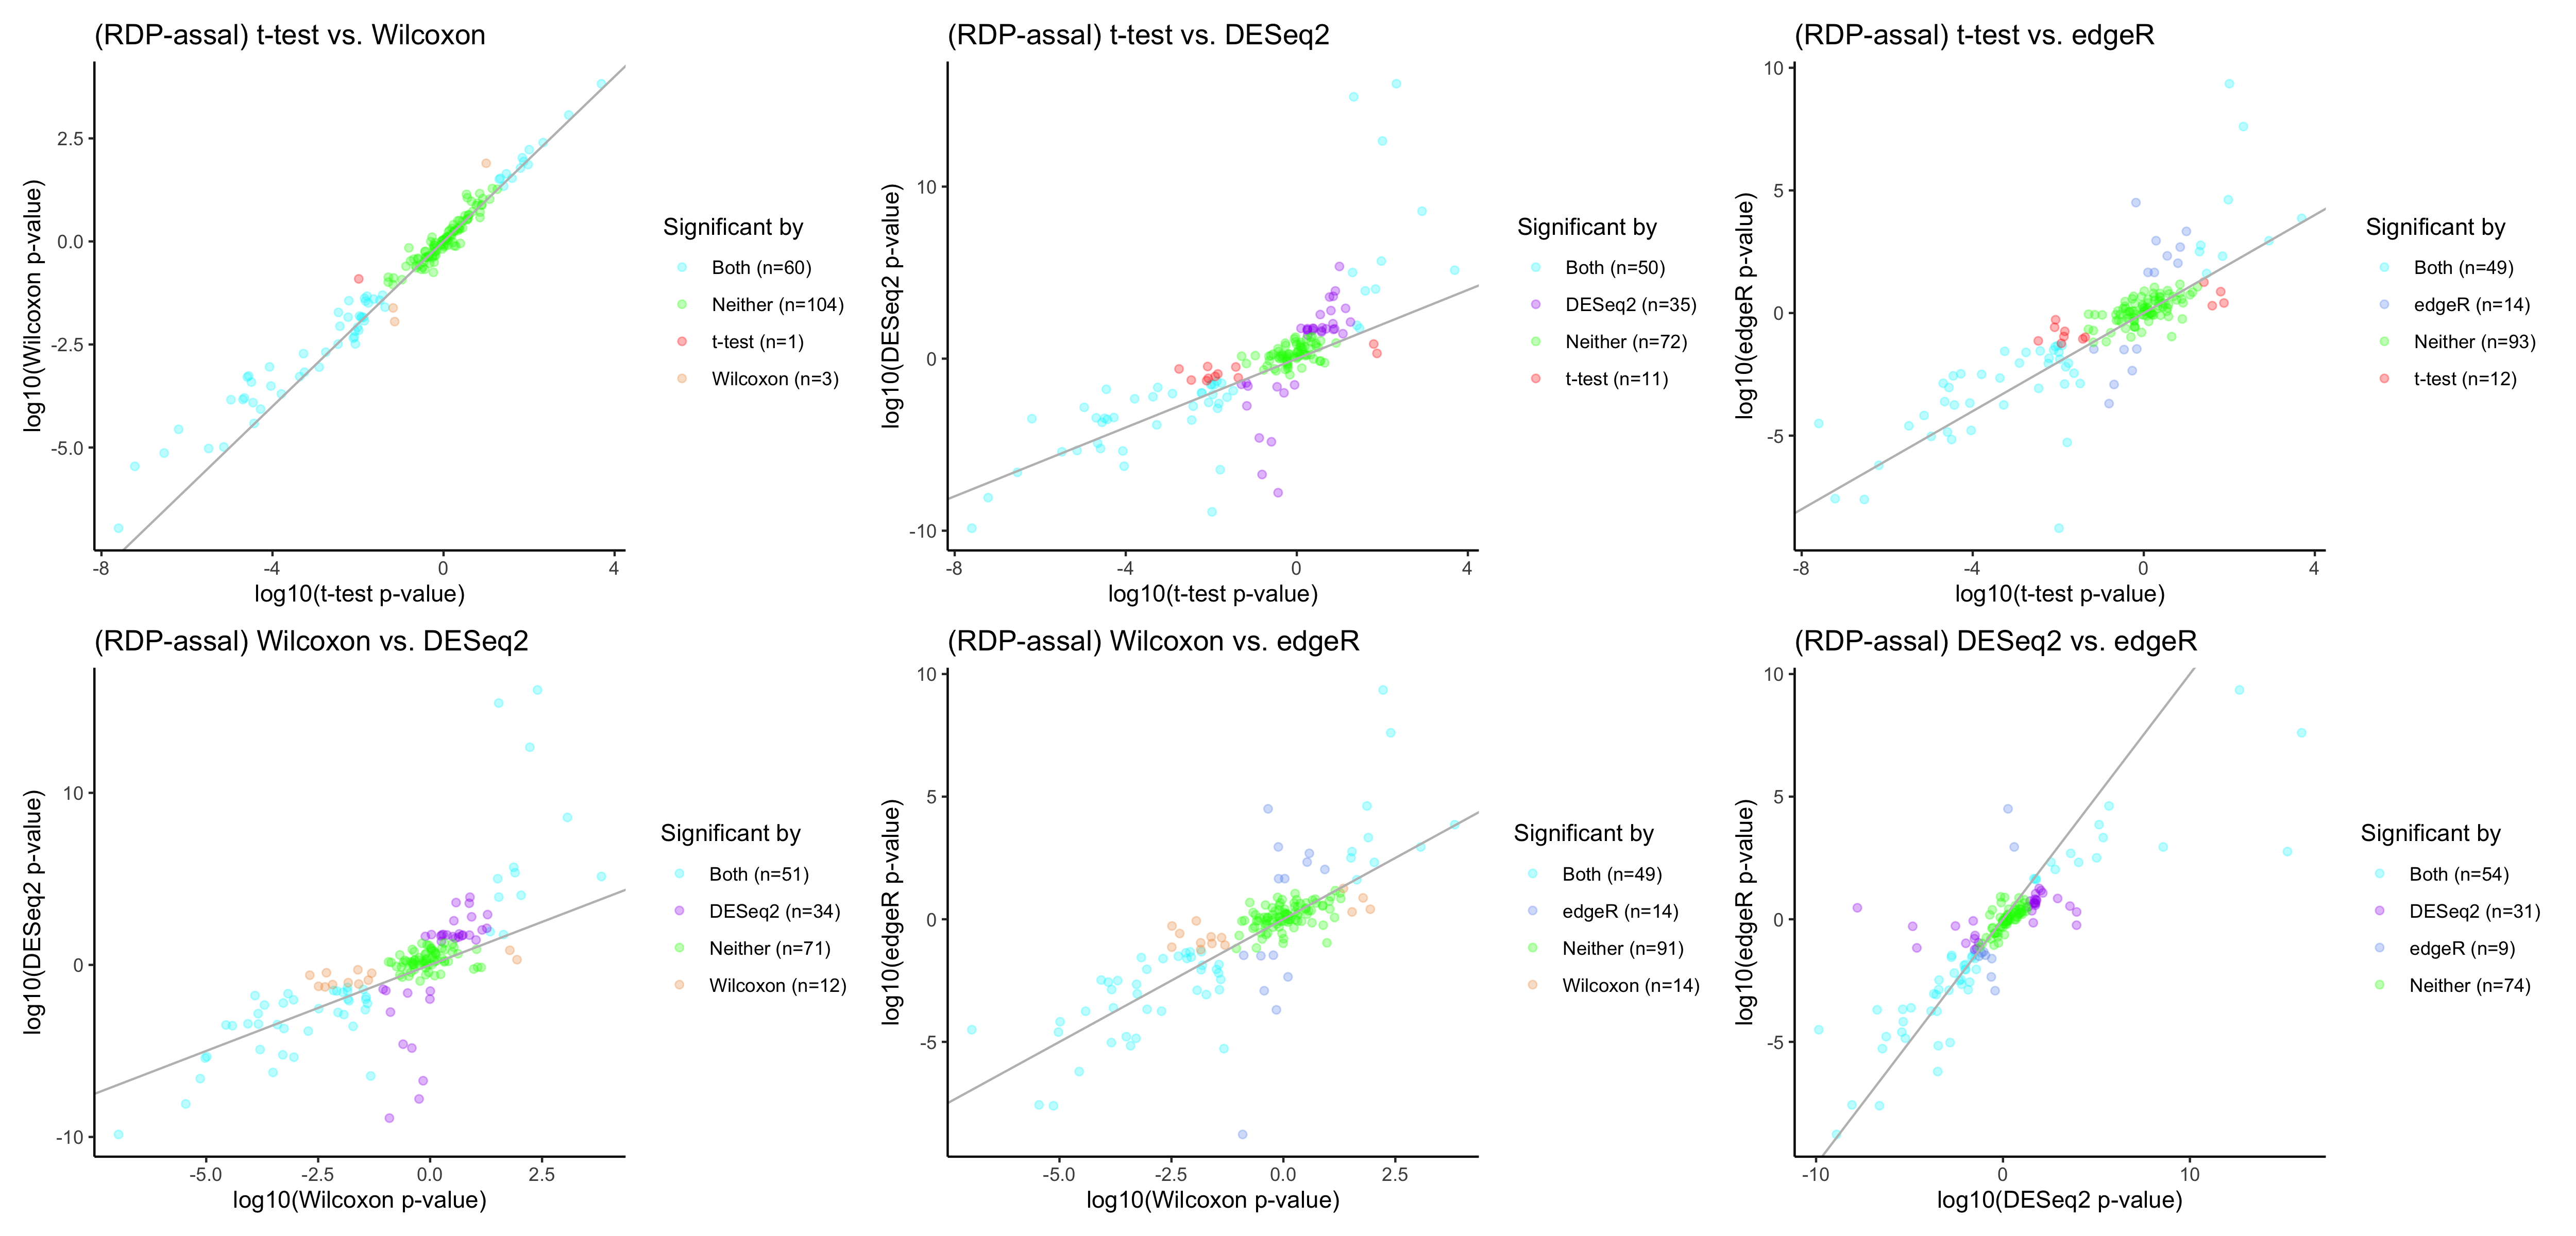 (RDP-assal) t-test vs. Wilcoxon
log10(Wilcoxon p-value)
2.5
0.0
-2.5
-5.0
-8
-4
0
4
log10(t-test p-value)
Significant by
Both (n=60)
Neither (n=104)
t-test (n=1)
Wilcoxon (n=3)
(RDP-assal) t-test vs. DESeq2
log10(DESeq2 p-value)
10
0
-10
-8
-4
0
4
log10(t-test p-value)
Significant by
Both (n=50)
DESeq2 (n=35)
Neither (n=72)
t-test (n=11)
(RDP-assal) t-test vs. edgeR
log10(edgeR p-value)
10
5
0
-5
-8
-4
0
4
log10(t-test p-value)
Significant by
Both (n=49)
edgeR (n=14)
Neither (n=93)
t-test (n=12)
(RDP-assal) Wilcoxon vs. DESeq2
log10(DESeq2 p-value)
10
0
-10
-5.0
-2.5
0.0
2.5
log10(Wilcoxon p-value)
Significant by
Both (n=51)
DESeq2 (n=34)
Neither (n=71)
Wilcoxon (n=12)
(RDP-assal) Wilcoxon vs. edgeR
log10(edgeR p-value)
10
5
0
-5
-5.0
-2.5
0.0
2.5
log10(Wilcoxon p-value)
Significant by
Both (n=49)
edgeR (n=14)
Neither (n=91)
Wilcoxon (n=14)
(RDP-assal) DESeq2 vs. edgeR
log10(edgeR p-value)
10
5
0
-5
-10
0
10
log10(DESeq2 p-value)
Significant by
Both (n=54)
DESeq2 (n=31)
edgeR (n=9)
Neither (n=74)